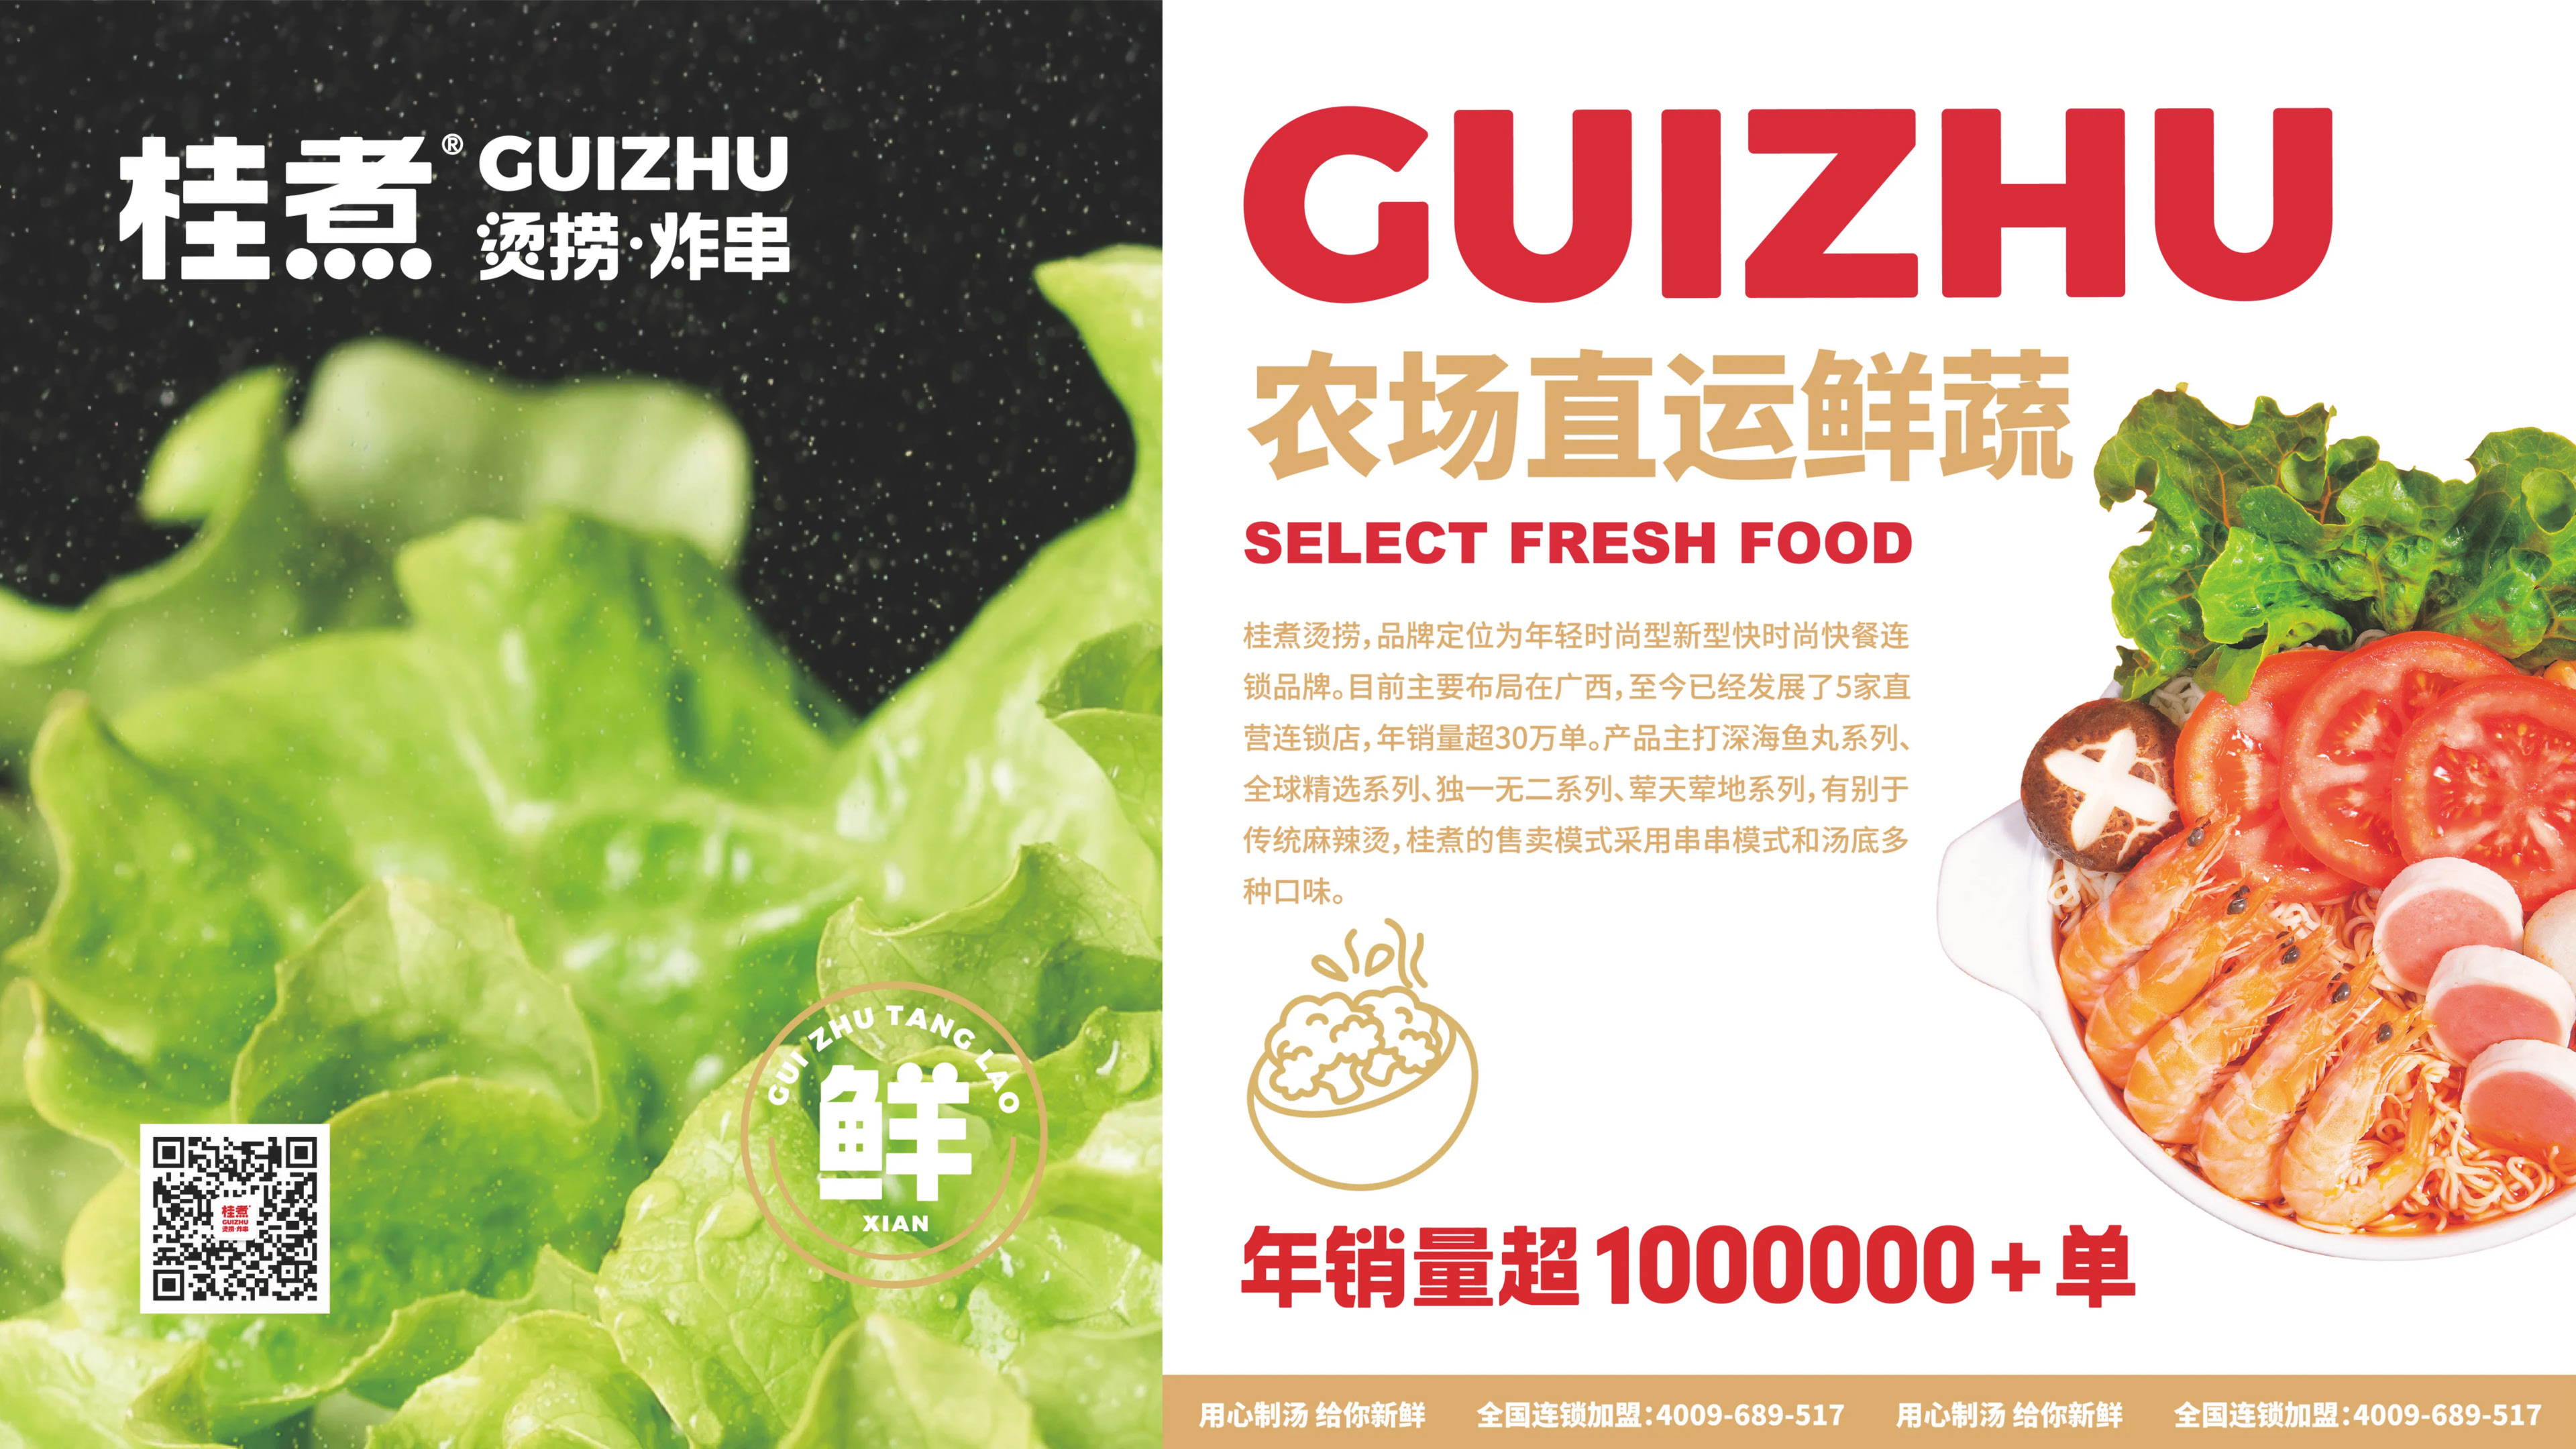 桂煮® GUIZHU
烫捞·炸串
GUI ZHU TANG LAO
鲜
XIAN
桂煮
GUIZHU
烫捞·炸串
GUIZHU
农场直运鲜蔬
SELECT FRESH FOOD
桂煮烫捞，品牌定位为年轻时尚型新型快时尚快餐连
锁品牌。目前主要布局在广西，至今已经发展了5家直
营连锁店，年销量超30万单。产品主打深海鱼丸系列、
全球精选系列、独一无二系列、荤天荤地系列，有别于
传统麻辣烫，桂煮的售卖模式采用串串模式和汤底多
种口味。
年销量超1000000+单
用心制汤 给你新鲜 全国连锁加盟：4009-689-517 用心制汤 给你新鲜 全国连锁加盟：4009-689-517